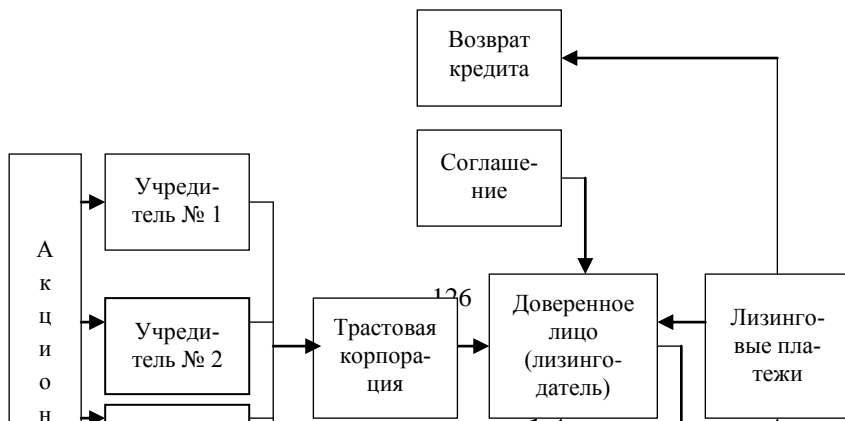 Возврат
кредита
Соглаше-
ние
Учреди-
тель № 1
А
к
ц
и
о
н
Учреди-
тель № 2
Трастовая
корпора-
ция
126
Доверенное
лицо
(лизинго-
датель)
Лизинго-
вые пла-
тежи